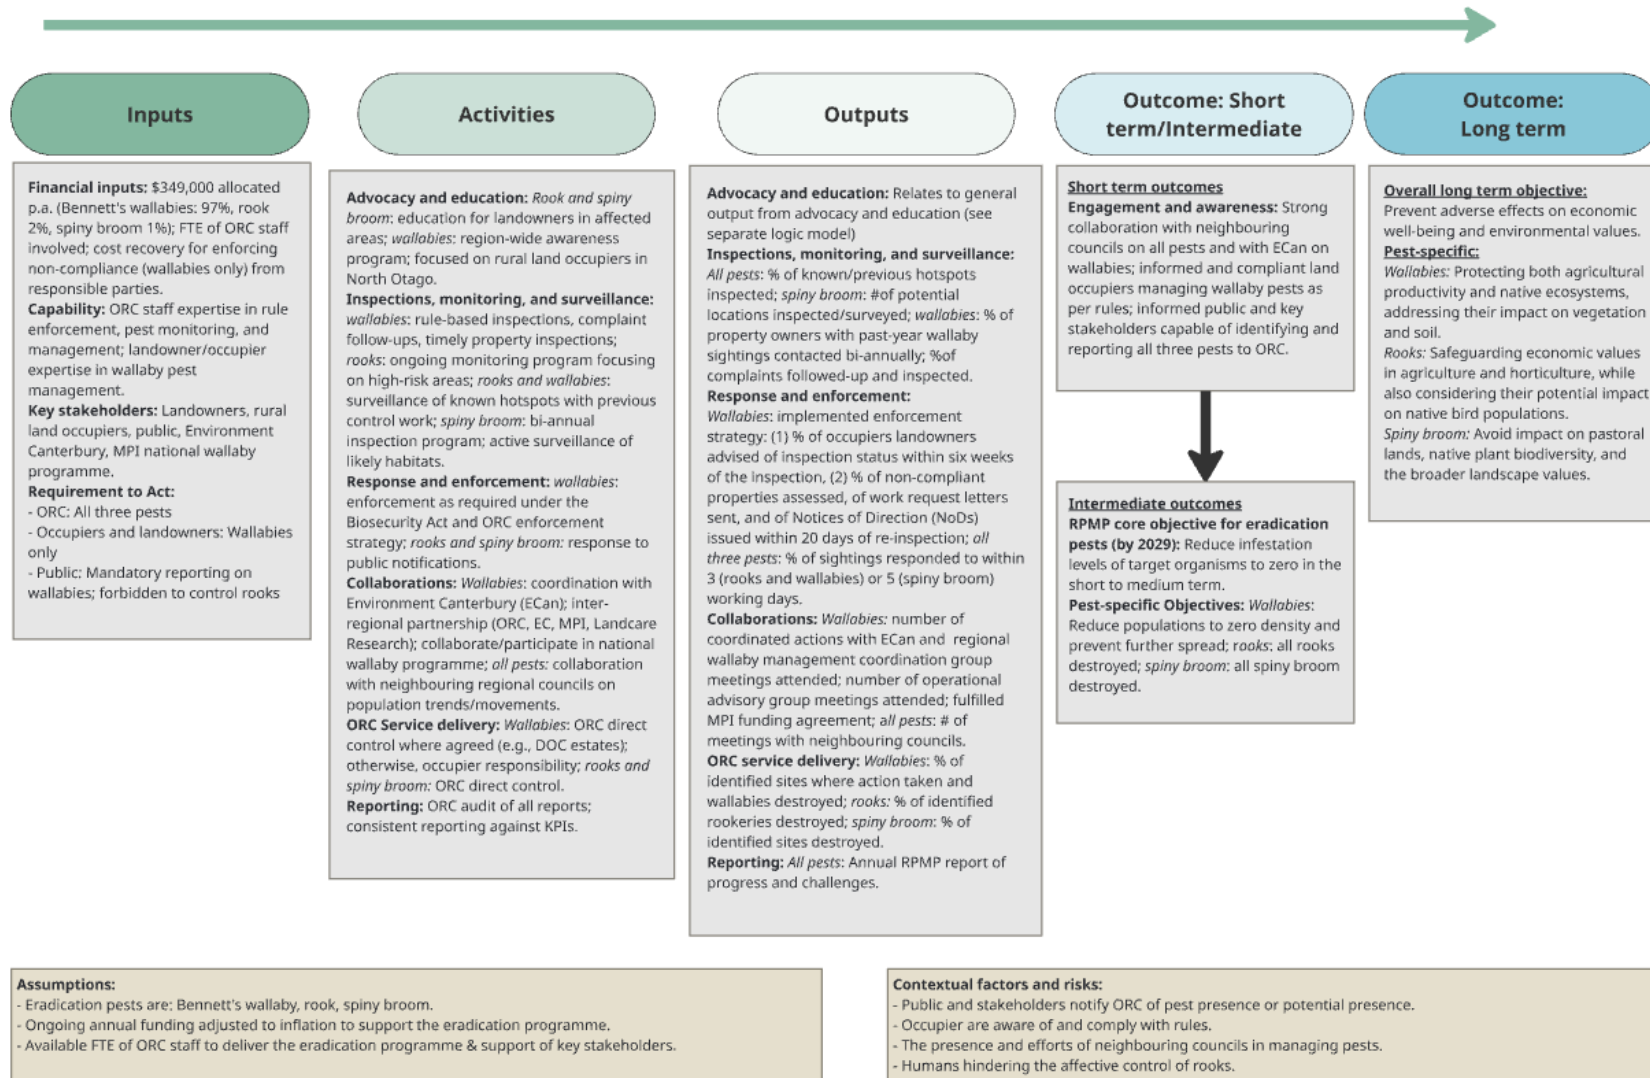 Inputs
Financial inputs: $349,000 allocated
p.a. (Bennett's wallabies: 97%, rook
2%, spiny broom 1%); FTE of ORC staff
involved; cost recovery for enforcing
non-compliance (wallabies only) from
responsible parties.
Capability: ORC staff expertise in rule
enforcement, pest monitoring, and
management; landowner/occupier
expertise in wallaby pest
management.
Key stakeholders: Landowners, rural
land occupiers, public, Environment
Canterbury, MPI national wallaby
programme.
Requirement to Act:
- ORC: All three pests
- Occupiers and landowners: Wallabies
only
- Public: Mandatory reporting on
wallabies; forbidden to control rooks
Activities
Advocacy and education: Rook and spiny
broom: education for landowners in affected
areas; wallabies: region-wide awareness
program; focused on rural land occupiers in
North Otago.
Inspections, monitoring, and surveillance:
wallabies: rule-based inspections, complaint
follow-ups, timely property inspections;
rooks: ongoing monitoring program focusing
on high-risk areas; rooks and wallabies:
surveillance of known hotspots with previous
control work; spiny broom: bi-annual
inspection program; active surveillance of
likely habitats.
Response and enforcement: wallabies:
enforcement as required under the
Biosecurity Act and ORC enforcement
strategy; rooks and spiny broom: response to
public notifications.
Collaborations: Wallabies: coordination with
Environment Canterbury (ECan); inter-
regional partnership (ORC, EC, MPI, Landcare
Research); collaborate/participate in national
wallaby programme; all pests: collaboration
with neighbouring regional councils on
population trends/movements.
ORC Service delivery: Wallabies: ORC direct
control where agreed (e.g., DOC estates);
otherwise, occupier responsibility; rooks and
spiny broom: ORC direct control.
Reporting: ORC audit of all reports;
consistent reporting against KPIs.
Outputs
Advocacy and education: Relates to general
output from advocacy and education (see
separate logic model)
Inspections, monitoring, and surveillance:
All pests: % of known/previous hotspots
inspected; spiny broom: #of potential
locations inspected/surveyed; wallabies: % of
property owners with past-year wallaby
sightings contacted bi-annually; %of
complaints followed-up and inspected.
Response and enforcement:
Wallabies: implemented enforcement
strategy: (1) % of occupiers landowners
advised of inspection status within six weeks
of the inspection, (2) % of non-compliant
properties assessed, of work request letters
sent, and of Notices of Direction (NoDs)
issued within 20 days of re-inspection; all
three pests: % of sightings responded to within
3 (rooks and wallabies) or 5 (spiny broom)
working days.
Collaborations: Wallabies: number of
coordinated actions with ECan and regional
wallaby management coordination group
meetings attended; number of operational
advisory group meetings attended; fulfilled
MPI funding agreement; all pests: # of
meetings with neighbouring councils.
ORC service delivery: Wallabies: % of
identified sites where action taken and
wallabies destroyed; rooks: % of identified
rookeries destroyed; spiny broom: % of
identified sites destroyed.
Reporting: All pests: Annual RPMP report of
progress and challenges.
Outcome: Short
term/Intermediate
Short term outcomes
Engagement and awareness: Strong
collaboration with neighbouring
councils on all pests and with ECan on
wallabies; informed and compliant land
occupiers managing wallaby pests as
per rules; informed public and key
stakeholders capable of identifying and
reporting all three pests to ORC.
Intermediate outcomes
RPMP core objective for eradication
pests (by 2029): Reduce infestation
levels of target organisms to zero in the
short to medium term.
Pest-specific Objectives: Wallabies:
Reduce populations to zero density and
prevent further spread; rooks: all rooks
destroyed; spiny broom: all spiny broom
destroyed.
Outcome:
Long term
Overall long term objective:
Prevent adverse effects on economic
well-being and environmental values.
Pest-specific:
Wallabies: Protecting both agricultural
productivity and native ecosystems,
addressing their impact on vegetation
and soil.
Rooks: Safeguarding economic values
in agriculture and horticulture, while
also considering their potential impact
on native bird populations.
Spiny broom: Avoid impact on pastoral
lands, native plant biodiversity, and
the broader landscape values.
Assumptions:
- Eradication pests are: Bennett's wallaby, rook, spiny broom.
- Ongoing annual funding adjusted to inflation to support the eradication programme.
- Available FTE of ORC staff to deliver the eradication programme & support of key stakeholders.
Contextual factors and risks:
- Public and stakeholders notify ORC of pest presence or potential presence.
- Occupier are aware of and comply with rules.
- The presence and efforts of neighbouring councils in managing pests.
- Humans hindering the affective control of rooks.